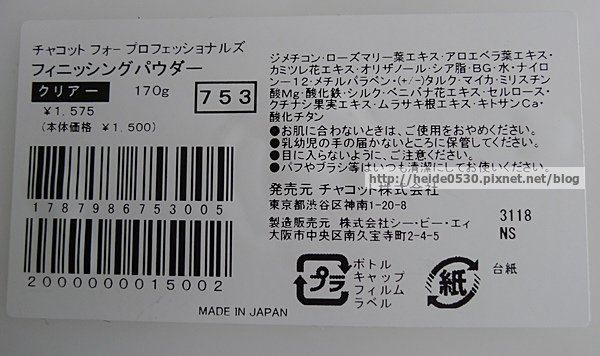 チャコット フォー プロフェッショナルズ
フィニッシングパウダー
クリアー 170g 753
¥1,575
(本体価格 ¥1,500)
1787986753005
2000000015002
ジメチコン・ローズマリー葉エキス・アロエベラ葉エキス・
カミツレ花エキス・オリザノール・シア脂・BG・水・ナイロ
ン-12・メチルパラベン・(+/-)タルク・マイカ・ミリスチン
酸Mg・酸化鉄・シルク・ベニバナ花エキス・セルロース・
クチナシ果実エキス・ムラサキ根エキス・キトサンCa・
酸化チタン
●お肌に合わないときは、ご使用をおやめください。
●乳幼児の手の届かないところに保管してください。
●目に入らないように、ご注意ください。
●パフやブラシ等はいつも清潔にしてお使いください。
http://heide0530.pixnet.net/blog
発売元 チャコット株式会社
東京都渋谷区神南1-20-8
製造販売元 株式会社シー・ビー・エィ
大阪市中央区南久宝寺町2-4-5
3118
NS
プラ
ボトル
キャップ
フィルム
ラベル
紙
台紙
MADE IN JAPAN